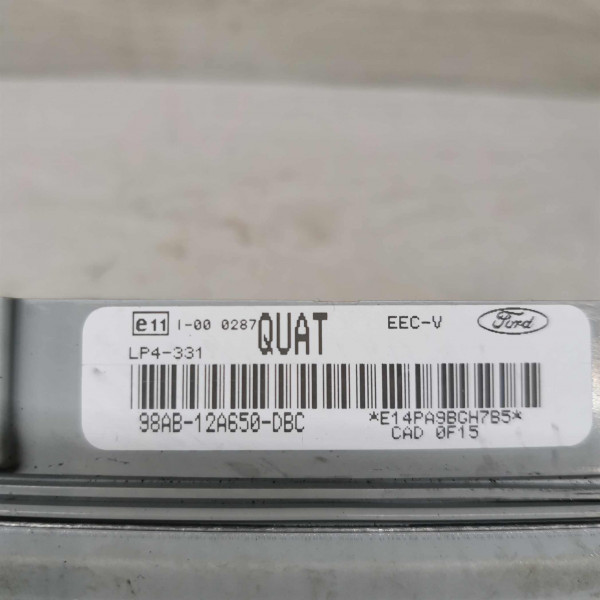 e11 I-00 0287 QUAT EEC-V Ford
LP4-331
98AB-12A650-DBC *E14PA9BGH7B5*
CAD 0F15